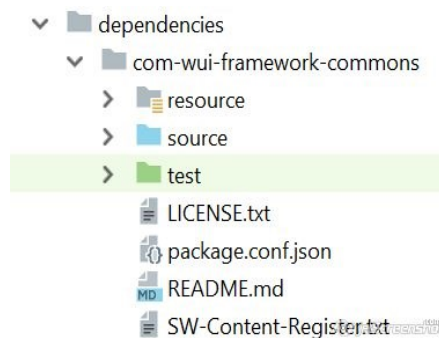 dependencies
com-wui-framework-commons
resource
source
test
LICENSE.txt
package.conf.json
MD README.md
SW-Content-Register.txt